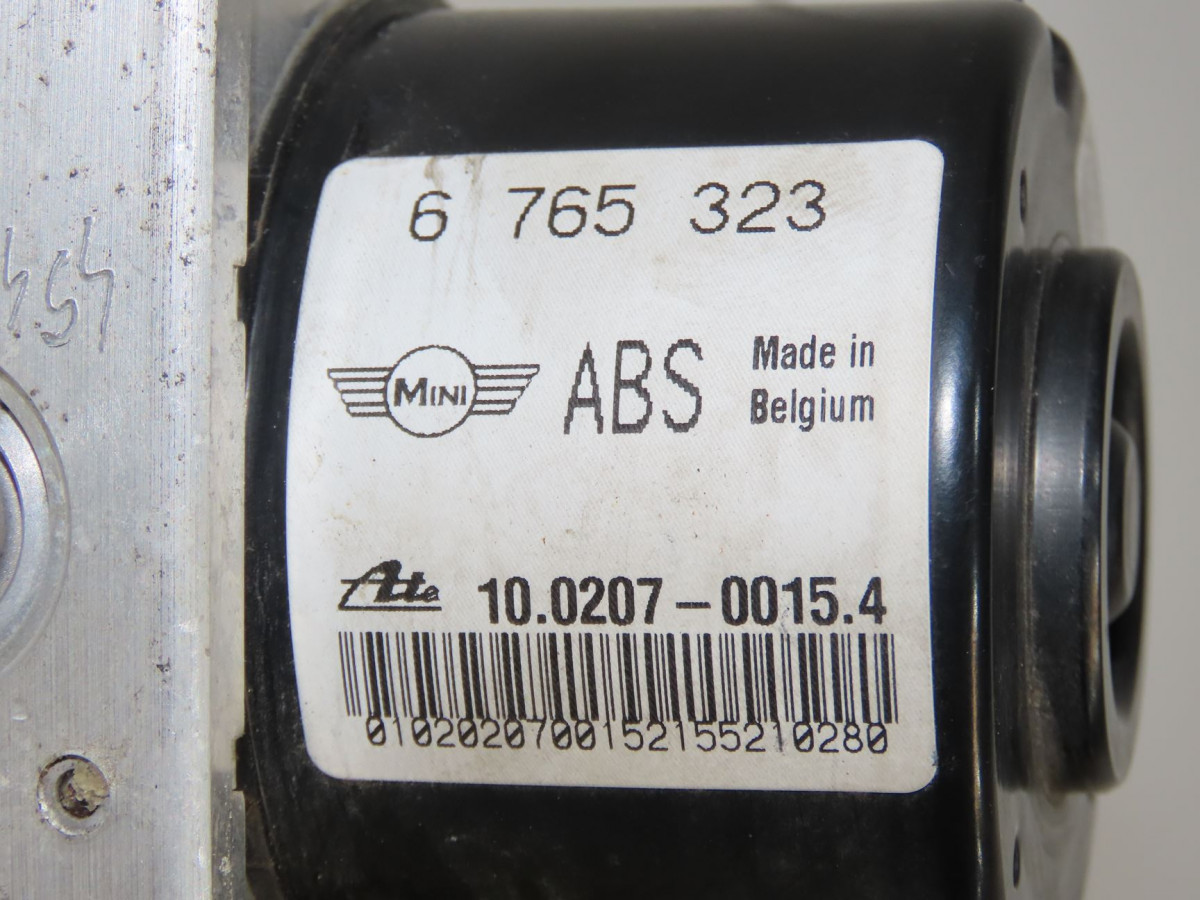 6 765 323
MINI ABS Made in
Belgium
Ate 10.0207-0015.4
0102020700152155210280